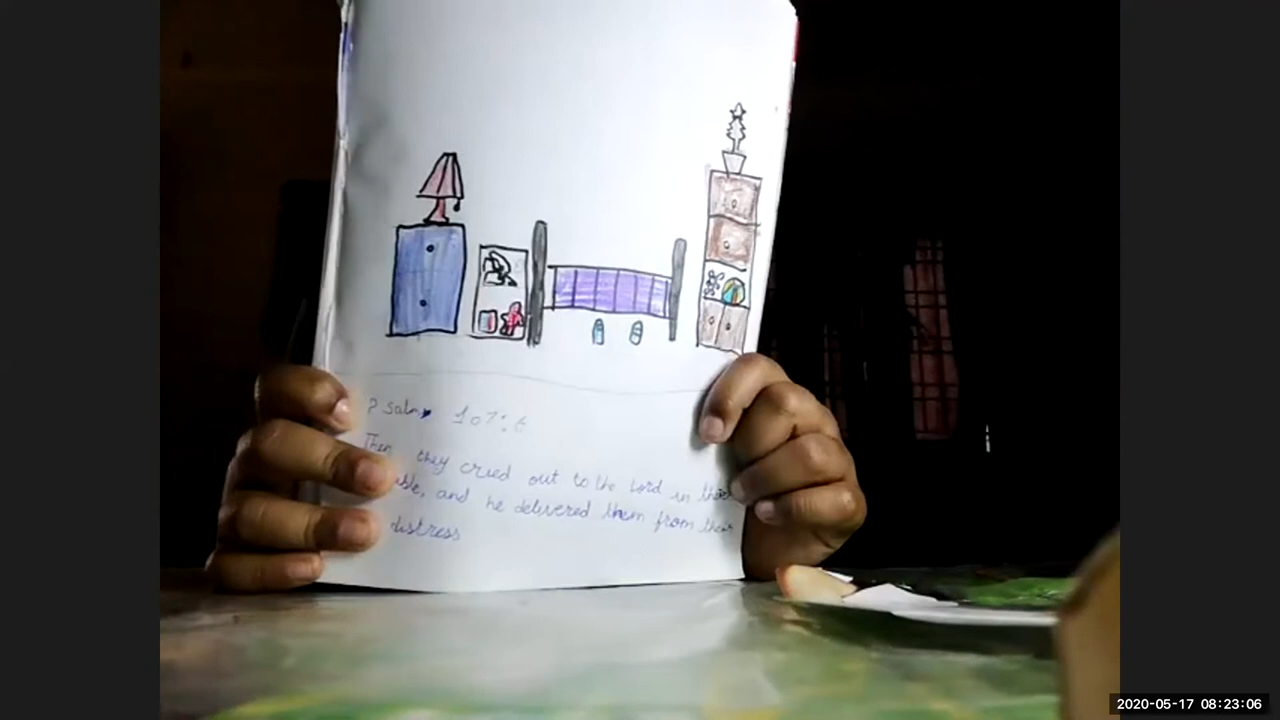 Psalm 107:6
Then they cried out to the Lord in their
uble, and he delivered them from their
distress
2020-05-17 08:23:06